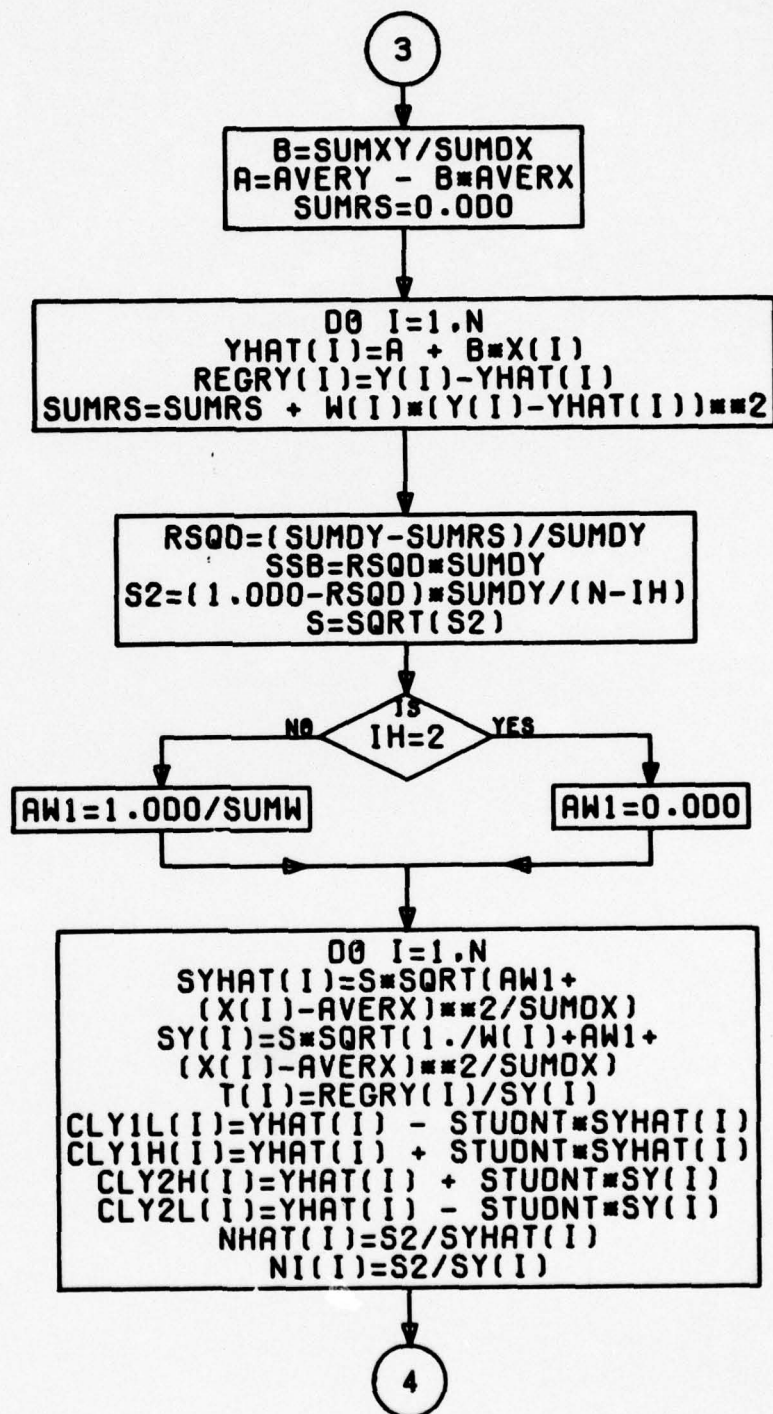 3
B=SUMXY/SUMDX
A=AVERY - B*AVERX
SUMRS=0.0D0
DO I=1,N
YHAT(I)=A + B*X(I)
REGRY(I)=Y(I)-YHAT(I)
SUMRS=SUMRS + W(I)*(Y(I)-YHAT(I))**2
RSQD=(SUMDY-SUMRS)/SUMDY
SSB=RSQD*SUMDY
S2=(1.0D0-RSQD)*SUMDY/(N-IH)
S=SQRT(S2)
IS
NO IH=2 YES
AW1=1.0D0/SUMW AW1=0.0D0
DO I=1,N
SYHAT(I)=S*SQRT(AW1+
(X(I)-AVERX)**2/SUMDX)
SY(I)=S*SQRT(1./W(I)+AW1+
(X(I)-AVERX)**2/SUMDX)
T(I)=REGRY(I)/SY(I)
CLY1L(I)=YHAT(I) - STUDNT*SYHAT(I)
CLY1H(I)=YHAT(I) + STUDNT*SYHAT(I)
CLY2H(I)=YHAT(I) + STUDNT*SY(I)
CLY2L(I)=YHAT(I) - STUDNT*SY(I)
NHAT(I)=S2/SYHAT(I)
NI(I)=S2/SY(I)
4